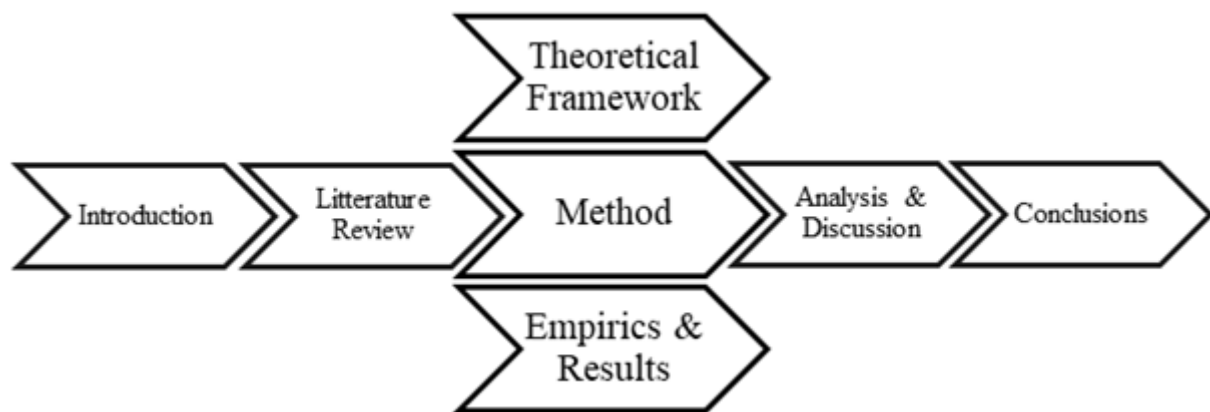 Theoretical
Framework
Introduction
Litterature
Review
Method
Analysis &
Discussion
Conclusions
Empirics &
Results